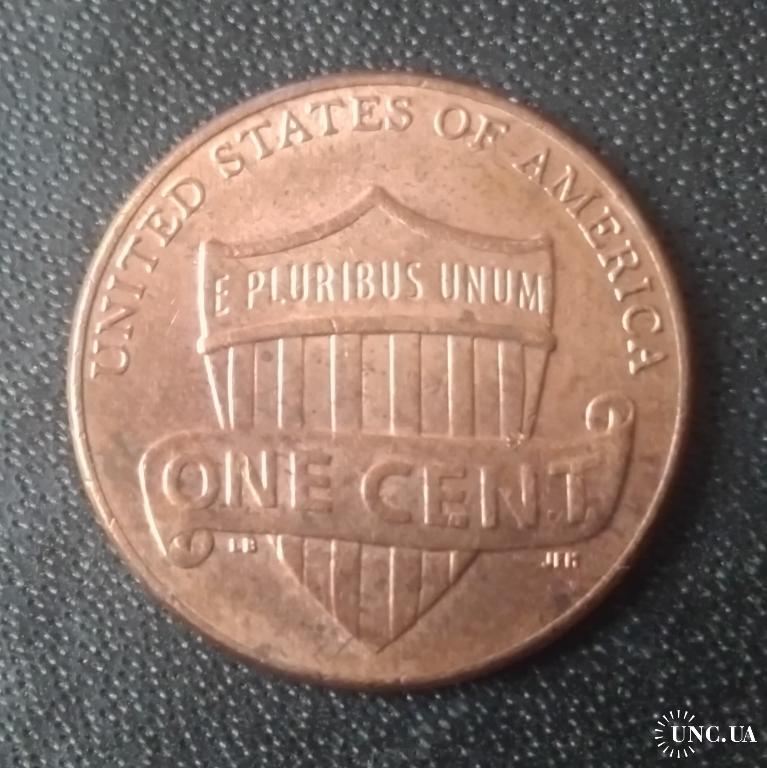 UNITED STATES OF AMERICA
E PLURIBUS UNUM
ONE CENT
LB
JFM
UNC.UA